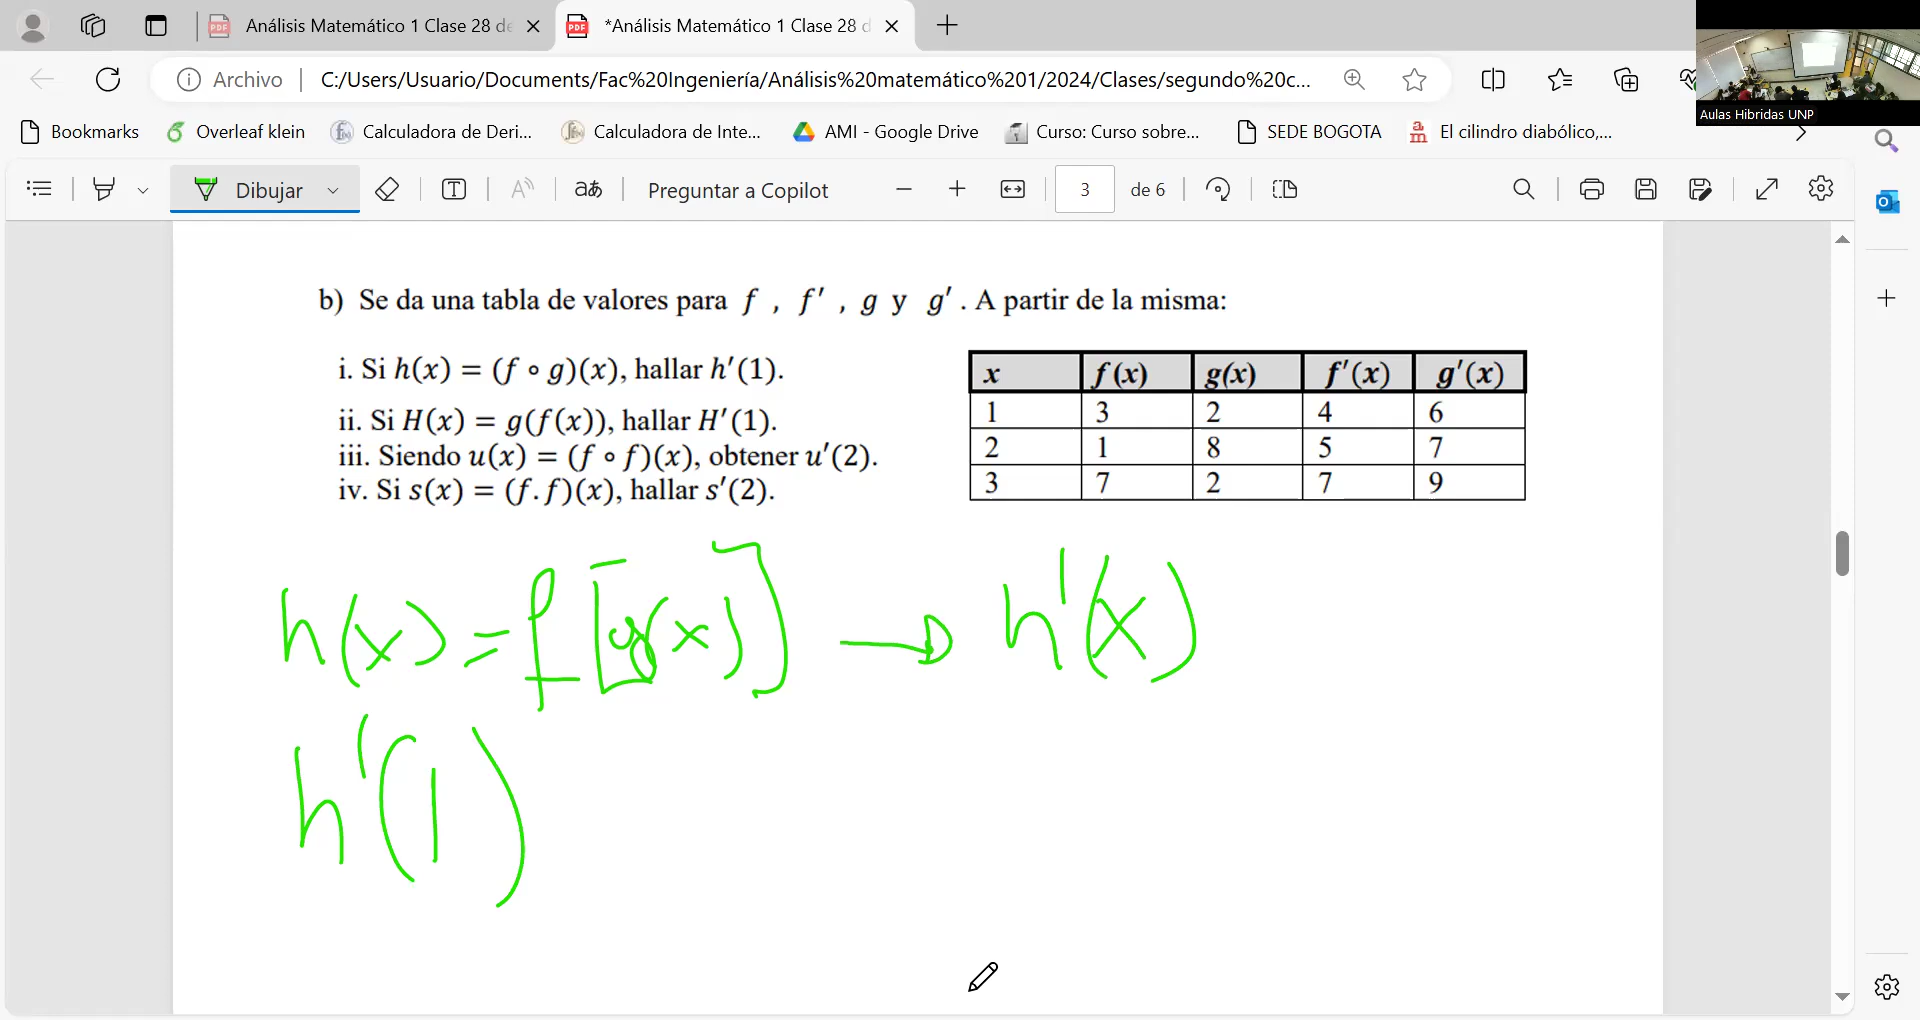 Análisis Matemático 1 Clase 28 de
*Análisis Matemático 1 Clase 28 d
Archivo
C:/Users/Usuario/Documents/Fac%20Ingeniería/Análisis%20matemático%201/2024/Clases/segundo%20c...
Aulas Hibridas UNP
Bookmarks
Overleaf klein
Calculadora de Deri...
Calculadora de Inte...
AMI - Google Drive
Curso: Curso sobre...
SEDE BOGOTA
El cilindro diabólico,...
Dibujar
Preguntar a Copilot
3 de 6
b) Se da una tabla de valores para f , f′ , g y g′ . A partir de la misma:
i. Si h(x) = (f ∘ g)(x), hallar h′(1).
ii. Si H(x) = g(f(x)), hallar H′(1).
iii. Siendo u(x) = (f ∘ f)(x), obtener u′(2).
iv. Si s(x) = (f.f)(x), hallar s′(2).
x f(x) g(x) f′(x) g′(x)
1 3 2 4 6
2 1 8 5 7
3 7 2 7 9
h(x) = f[g(x)] → h'(x)
h'(1)